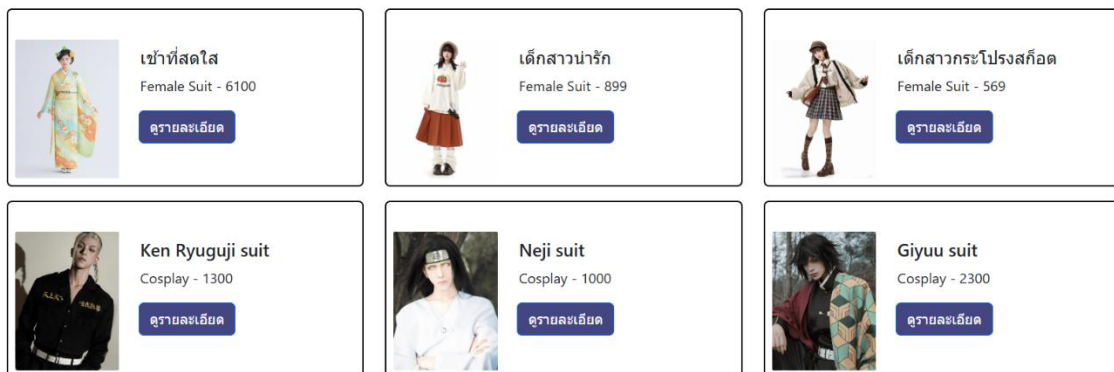 เข้าที่สดใส
Female Suit - 6100
ดูรายละเอียด
เด็กสาวน่ารัก
Female Suit - 899
ดูรายละเอียด
เด็กสาวกระโปรงสก็อต
Female Suit - 569
ดูรายละเอียด
Ken Ryuguji suit
Cosplay - 1300
ดูรายละเอียด
Neji suit
Cosplay - 1000
ดูรายละเอียด
Giyuu suit
Cosplay - 2300
ดูรายละเอียด